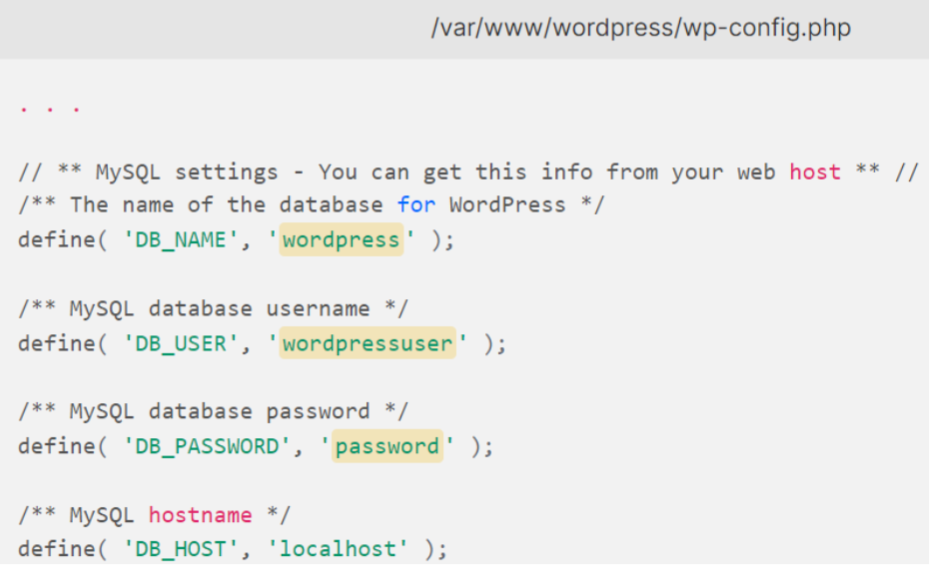 /var/www/wordpress/wp-config.php
. . .
// ** MySQL settings - You can get this info from your web host ** //
/** The name of the database for WordPress */
define( 'DB_NAME', 'wordpress' );
/** MySQL database username */
define( 'DB_USER', 'wordpressuser' );
/** MySQL database password */
define( 'DB_PASSWORD', 'password' );
/** MySQL hostname */
define( 'DB_HOST', 'localhost' );